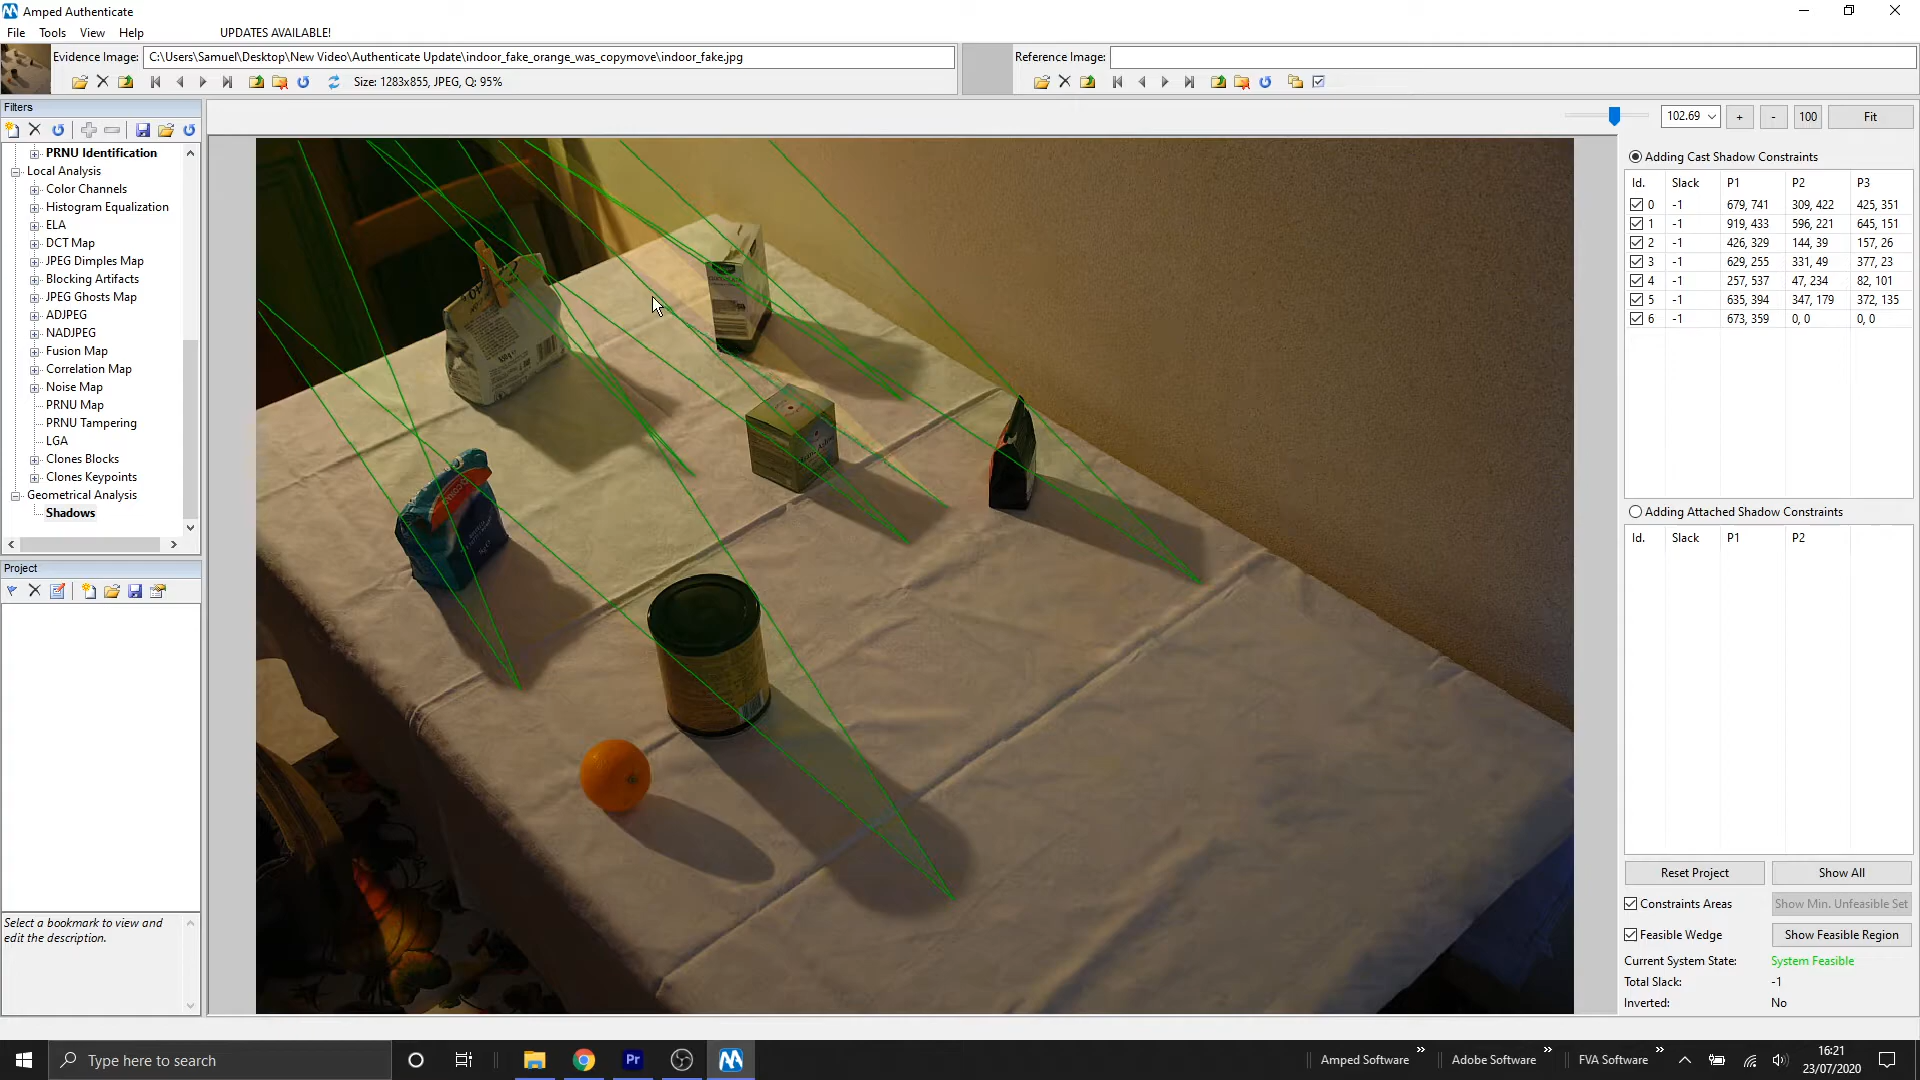 Amped Authenticate
File Tools View Help UPDATES AVAILABLE!
Evidence Image: C:\Users\Samuel\Desktop\New Video\Authenticate Update\indoor_fake_orange_was_copymove\indoor_fake.jpg
Reference Image:
Size: 1283x855, JPEG, Q: 95%
Filters
102.69
+
-
100
Fit
PRNU Identification
Local Analysis
Color Channels
Histogram Equalization
ELA
DCT Map
JPEG Dimples Map
Blocking Artifacts
JPEG Ghosts Map
ADJPEG
NADJPEG
Fusion Map
Correlation Map
Noise Map
PRNU Map
PRNU Tampering
LGA
Clones Blocks
Clones Keypoints
Geometrical Analysis
Shadows
Project
Select a bookmark to view and
edit the description.
Adding Cast Shadow Constraints
Id. Slack P1 P2 P3
0 -1 679, 741 309, 422 425, 351
1 -1 919, 433 596, 221 645, 151
2 -1 426, 329 144, 39 157, 26
3 -1 629, 255 331, 49 377, 23
4 -1 257, 537 47, 234 82, 101
5 -1 635, 394 347, 179 372, 135
6 -1 673, 359 0, 0 0, 0
Adding Attached Shadow Constraints
Id. Slack P1 P2
Reset Project Show All
Constraints Areas Show Min. Unfeasible Set
Feasible Wedge Show Feasible Region
Current System State: System Feasible
Total Slack: -1
Inverted: No
Type here to search
Pr
Amped Software
Adobe Software
FVA Software
16:21
23/07/2020